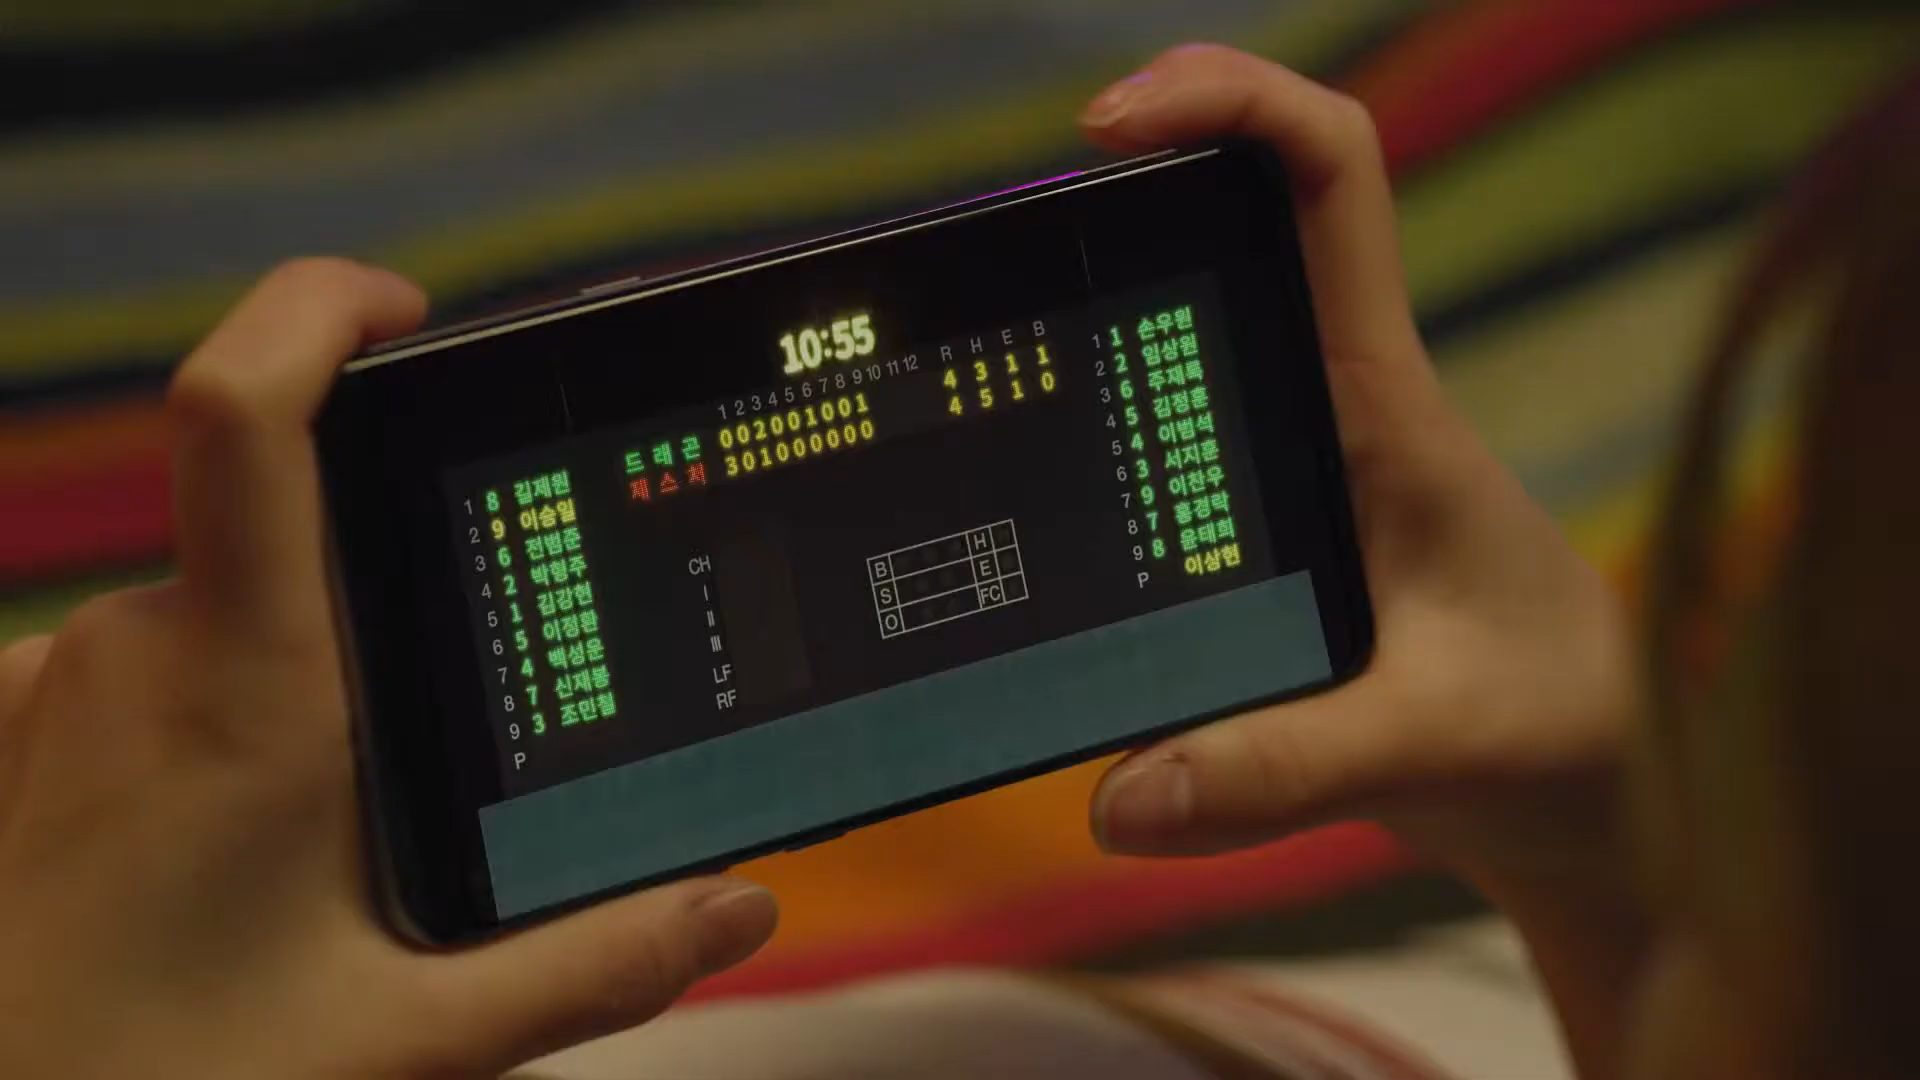 10:55
1 2 3 4 5 6 7 8 9 10 11 12 R H E B
드래곤 002001001 4 3 1 1
제스처 301000000 4 5 1 0
1 8 김제원
2 9 이승일
3 6 전범준
4 2 박형주
5 1 김강현
6 5 이정환
7 4 백성운
8 7 신재봉
9 3 조민철
P
CH
I
II
III
LF
RF
B H
S E
O FC
1 1 손우원
2 2 임상원
3 6 주재록
4 5 김정훈
5 4 이범석
6 3 서지훈
7 9 이찬우
8 7 홍경락
9 8 윤태희
P 이상현